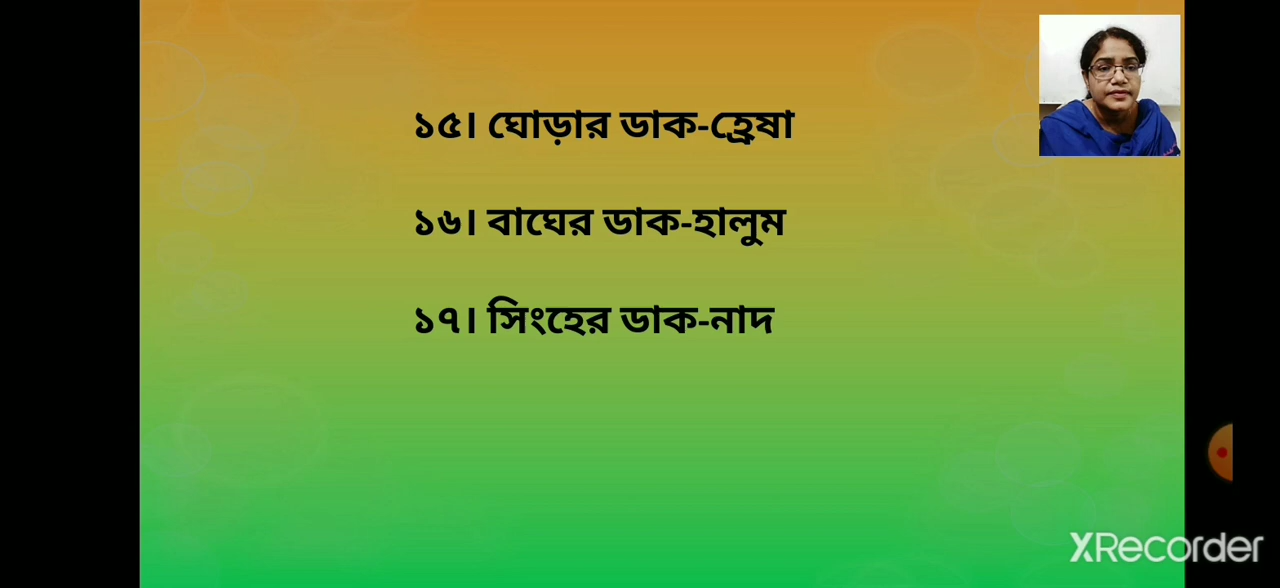 ১৫। ঘোড়ার ডাক-হ্রেষা
১৬। বাঘের ডাক-হালুম
১৭। সিংহের ডাক-নাদ
XRecorder